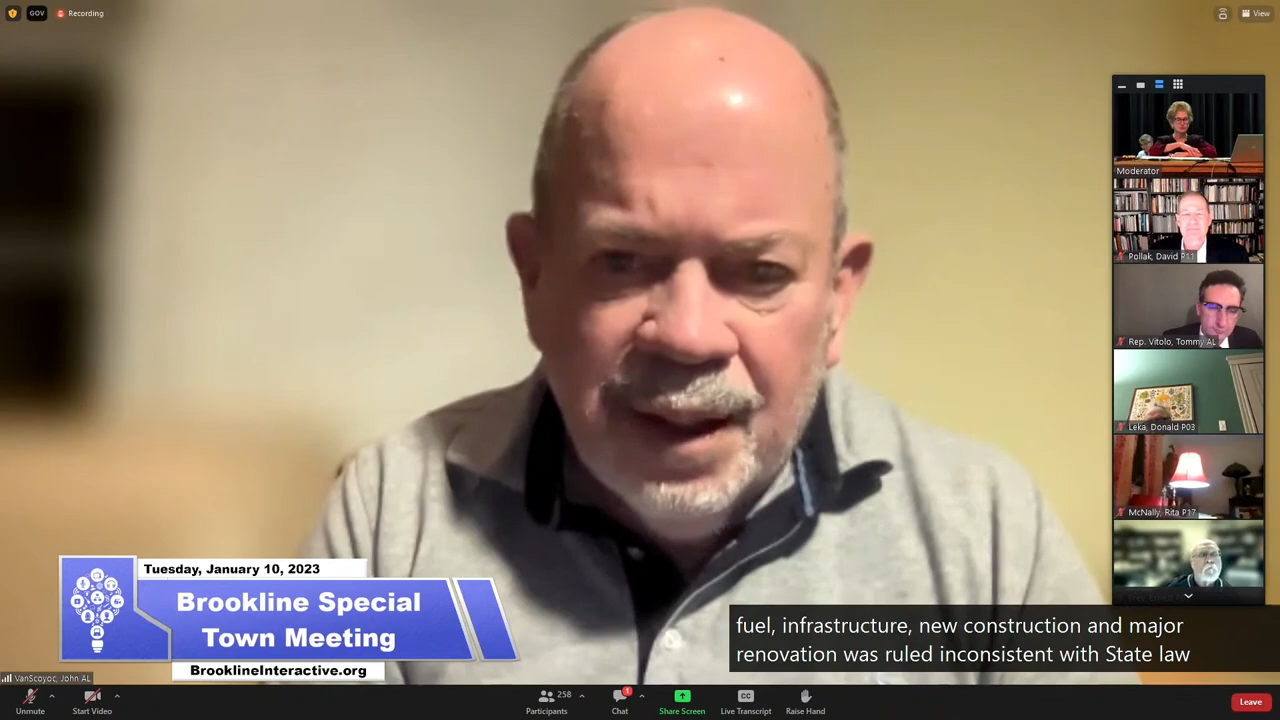 GOV
Recording
View
Moderator
Pollak, David P11
Rep. Vitolo, Tommy AL
Leka, Donald P03
McNally, Rita P17
Tuesday, January 10, 2023
Brookline Special
Town Meeting
BrooklineInteractive.org
fuel, infrastructure, new construction and major
renovation was ruled inconsistent with State law
VanScoyoc, John AL
Unmute
Start Video
258
Participants
1
Chat
Share Screen
CC
Live Transcript
Raise Hand
Leave